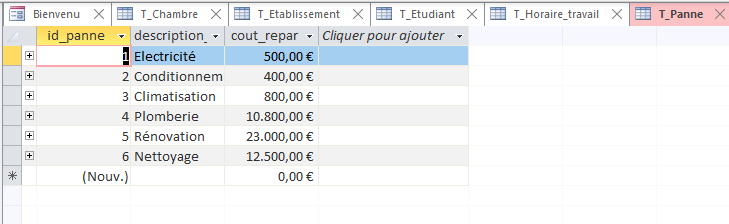 Bienvenu T_Chambre T_Etablissement T_Etudiant T_Horaire_travail T_Panne
id_panne description_ cout_repar Cliquer pour ajouter
1 Electricité 500,00 €
2 Conditionnem 400,00 €
3 Climatisation 800,00 €
4 Plomberie 10.800,00 €
5 Rénovation 23.000,00 €
6 Nettoyage 12.500,00 €
(Nouv.) 0,00 €